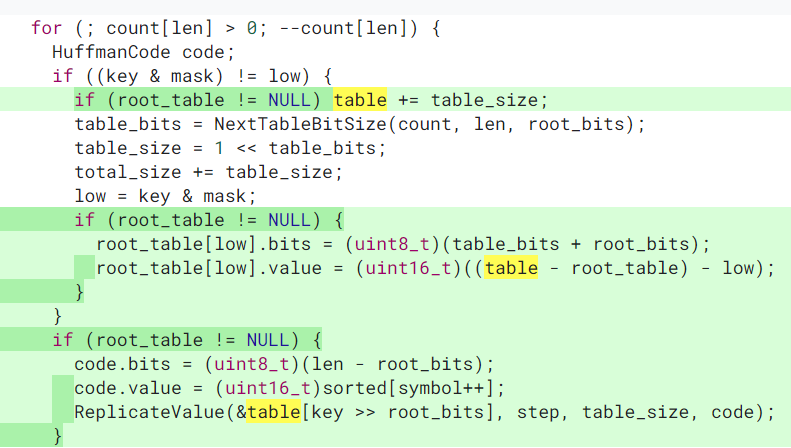 for (; count[len] > 0; --count[len]) {
HuffmanCode code;
if ((key & mask) != low) {
if (root_table != NULL) table += table_size;
table_bits = NextTableBitSize(count, len, root_bits);
table_size = 1 << table_bits;
total_size += table_size;
low = key & mask;
if (root_table != NULL) {
root_table[low].bits = (uint8_t)(table_bits + root_bits);
root_table[low].value = (uint16_t)((table - root_table) - low);
}
}
if (root_table != NULL) {
code.bits = (uint8_t)(len - root_bits);
code.value = (uint16_t)sorted[symbol++];
ReplicateValue(&table[key >> root_bits], step, table_size, code);
}